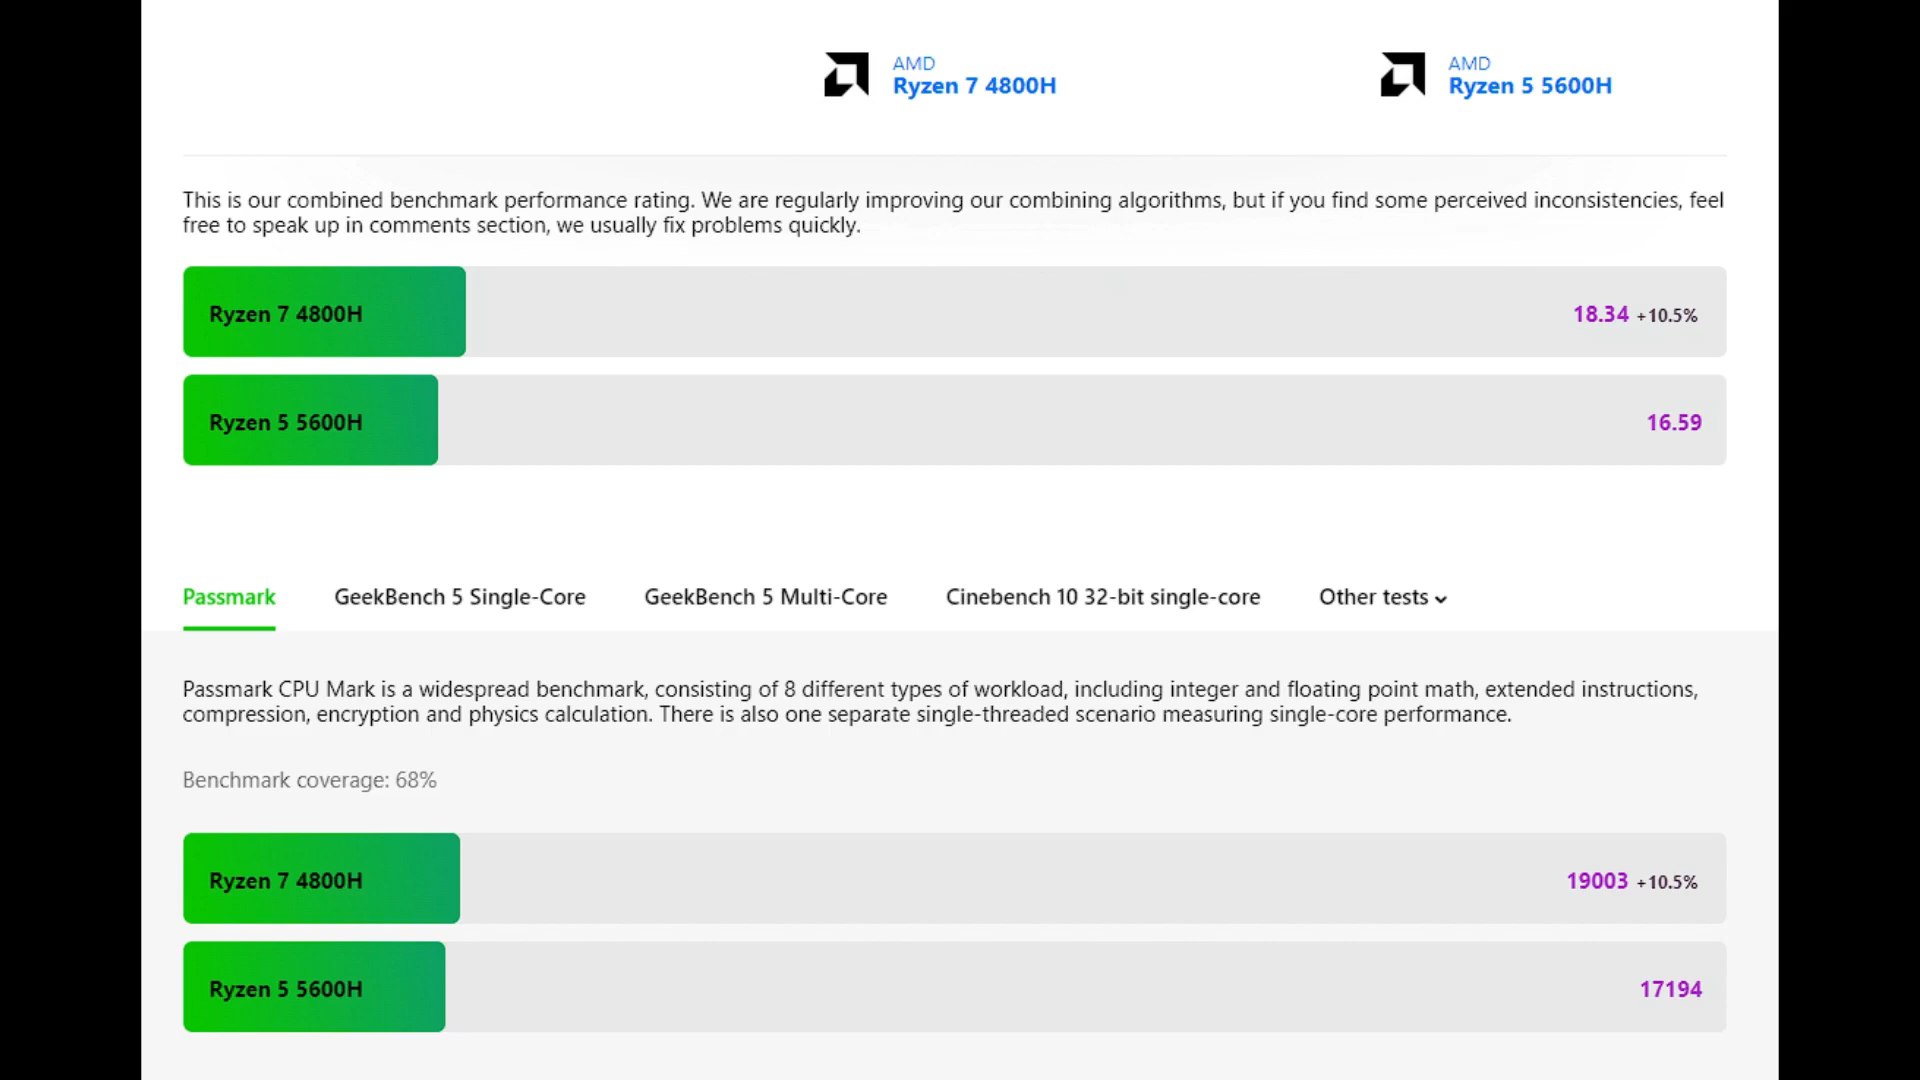 AMD
Ryzen 7 4800H
AMD
Ryzen 5 5600H
This is our combined benchmark performance rating. We are regularly improving our combining algorithms, but if you find some perceived inconsistencies, feel
free to speak up in comments section, we usually fix problems quickly.
Ryzen 7 4800H
18.34 +10.5%
Ryzen 5 5600H
16.59
Passmark
GeekBench 5 Single-Core
GeekBench 5 Multi-Core
Cinebench 10 32-bit single-core
Other tests
Passmark CPU Mark is a widespread benchmark, consisting of 8 different types of workload, including integer and floating point math, extended instructions,
compression, encryption and physics calculation. There is also one separate single-threaded scenario measuring single-core performance.
Benchmark coverage: 68%
Ryzen 7 4800H
19003 +10.5%
Ryzen 5 5600H
17194